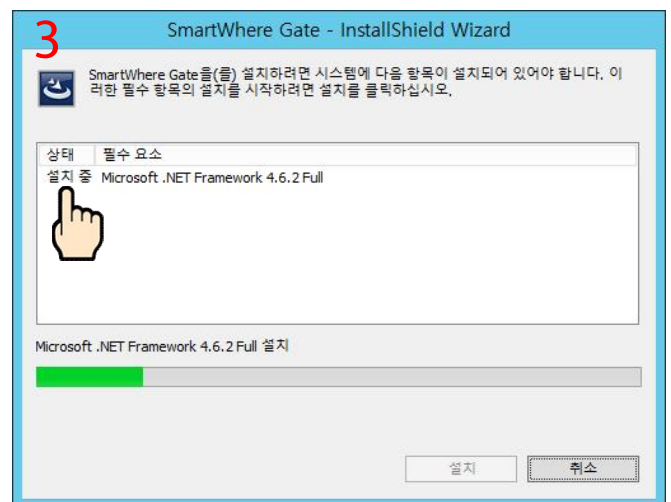 3
SmartWhere Gate - InstallShield Wizard
SmartWhere Gate을(를) 설치하려면 시스템에 다음 항목이 설치되어 있어야 합니다. 이
러한 필수 항목의 설치를 시작하려면 설치를 클릭하십시오.
상태 필수 요소
설치 중 Microsoft .NET Framework 4.6.2 Full
Microsoft .NET Framework 4.6.2 Full 설치
설치 취소